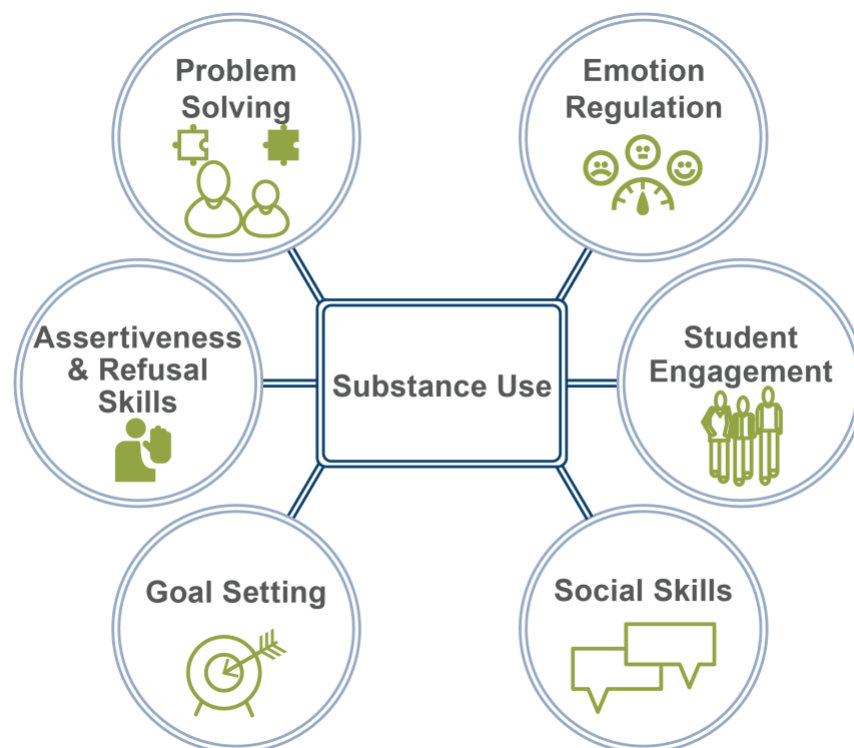 Problem
Solving
Emotion
Regulation
Assertiveness
& Refusal
Skills
Substance Use
Student
Engagement
Goal Setting
Social Skills